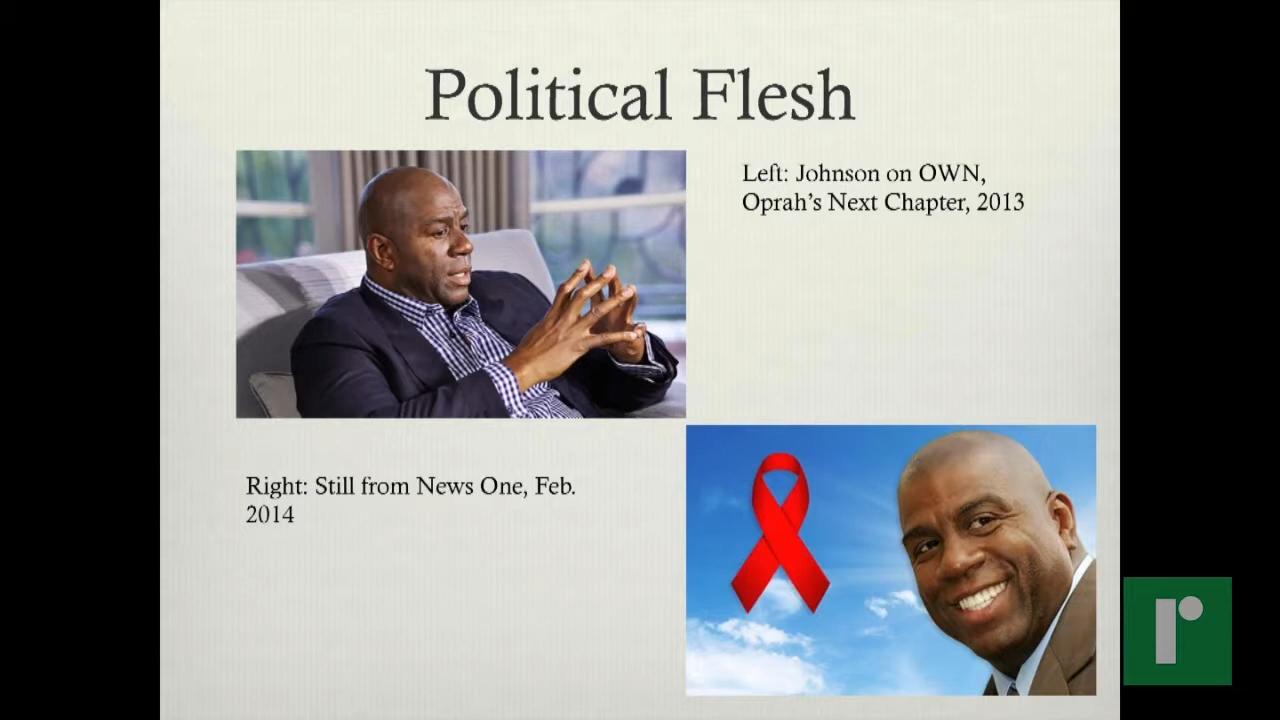 Political Flesh
Left: Johnson on OWN,
Oprah's Next Chapter, 2013
Right: Still from News One, Feb.
2014
r